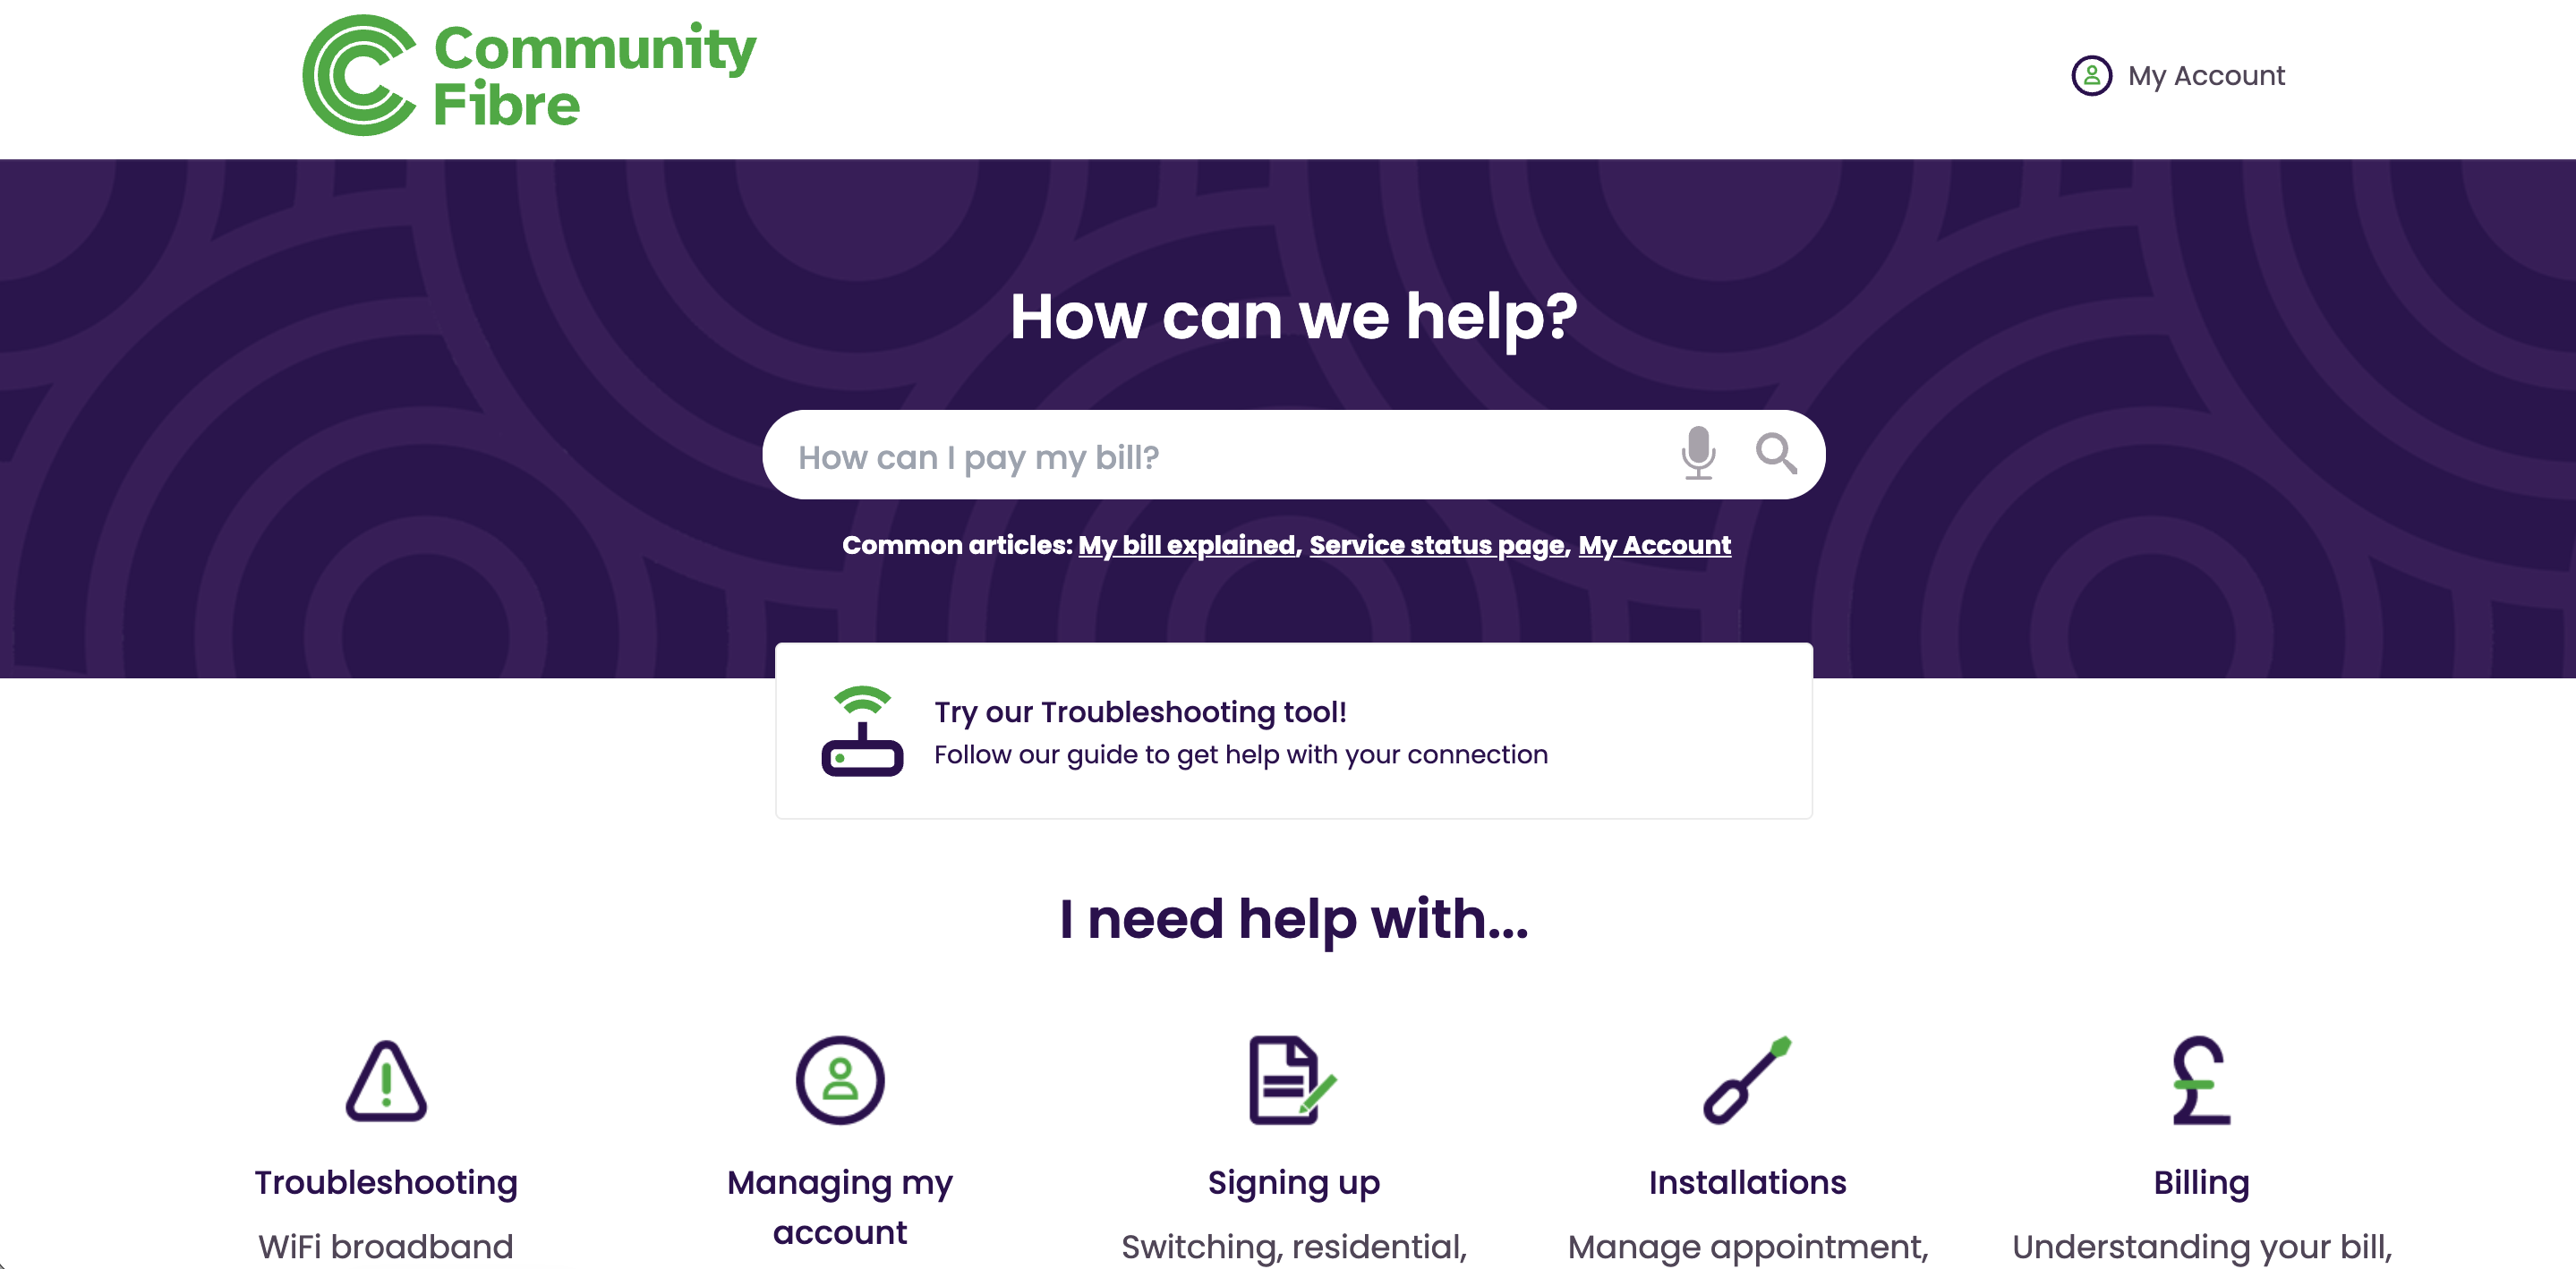 Community
Fibre
My Account
How can we help?
How can I pay my bill?
Common articles: My bill explained, Service status page, My Account
Try our Troubleshooting tool!
Follow our guide to get help with your connection
I need help with...
Troubleshooting
WiFi broadband
Managing my
account
Signing up
Switching, residential,
Installations
Manage appointment,
Billing
Understanding your bill,